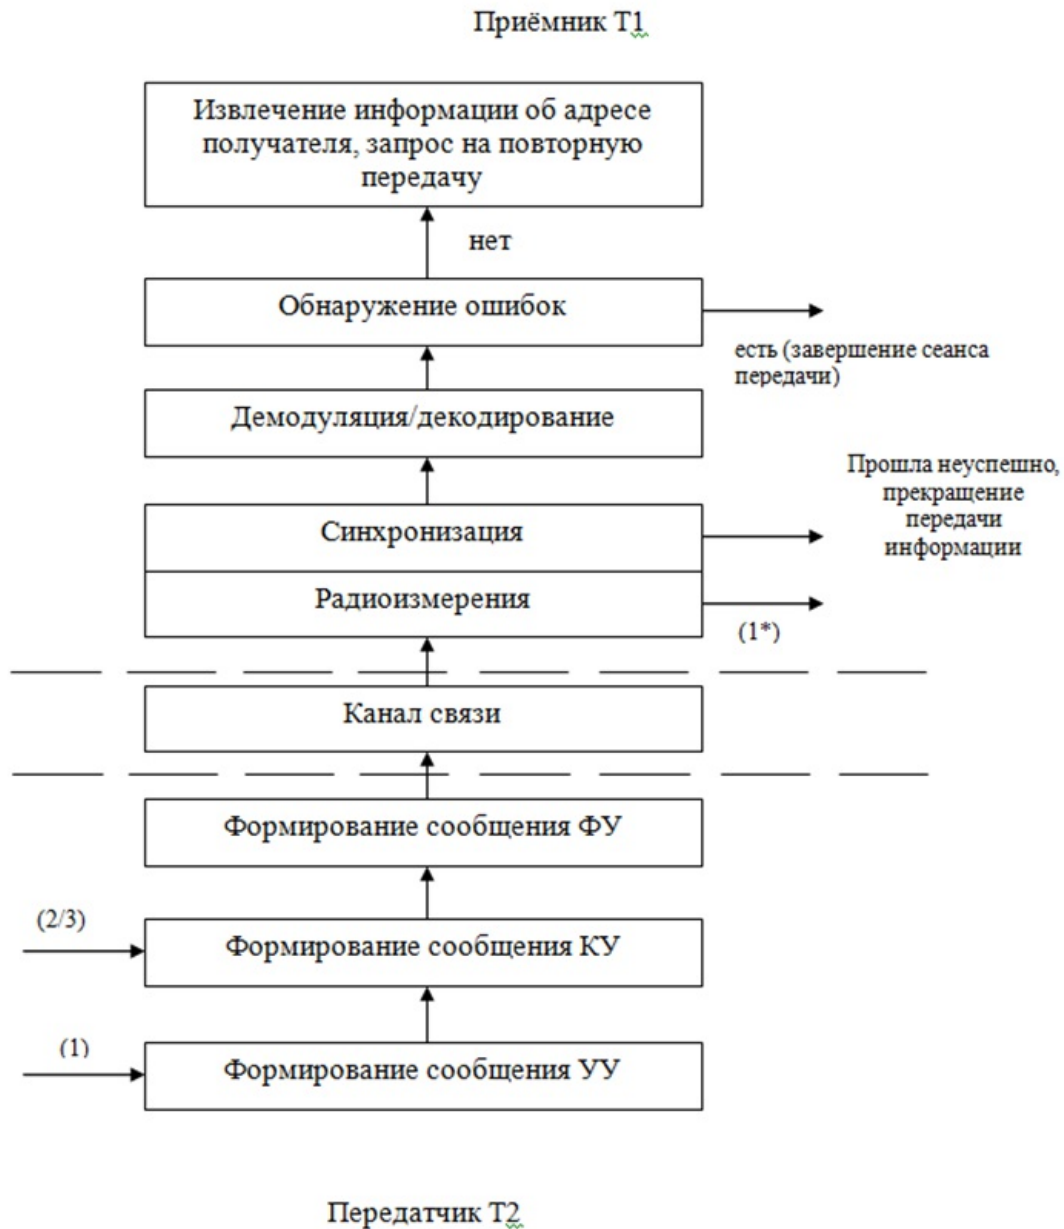 Приёмник Т1
Извлечение информации об адресе
получателя, запрос на повторную
передачу
нет
Обнаружение ошибок
есть (завершение сеанса
передачи)
Демодуляция/декодирование
Прошла неуспешно,
прекращение
передачи
информации
Синхронизация
Радиоизмерения
(1*)
Канал связи
Формирование сообщения ФУ
(2/3)
Формирование сообщения КУ
(1)
Формирование сообщения УУ
Передатчик Т2